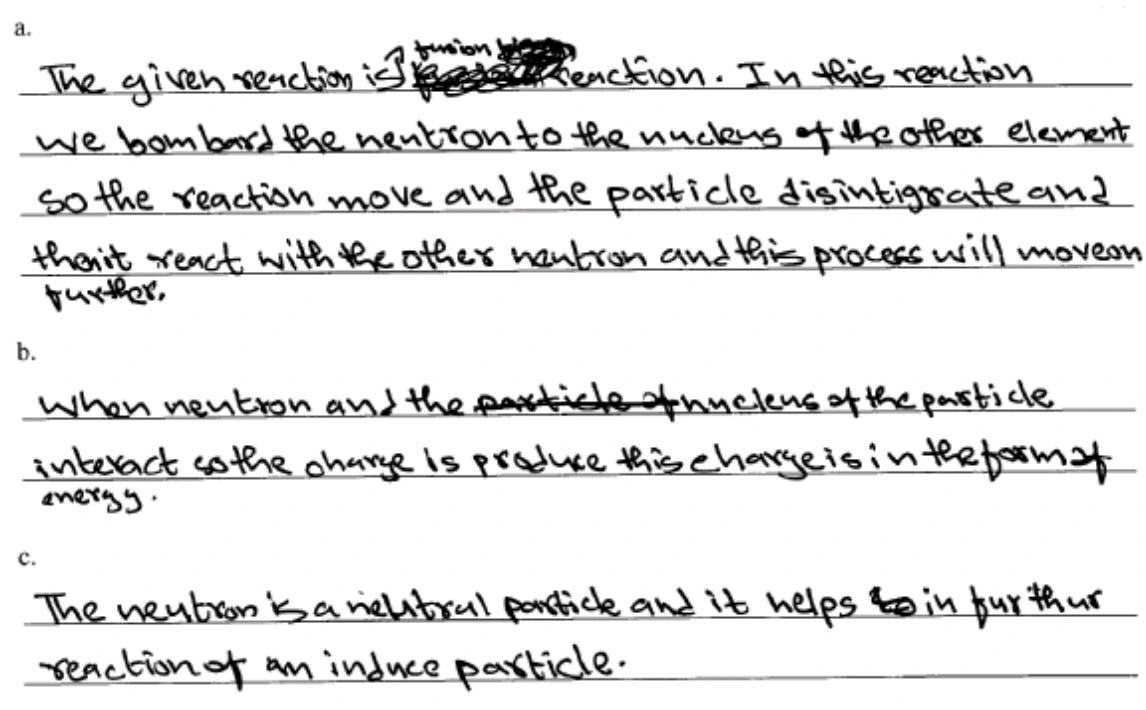 a.
fusion
The given reaction is reaction. In this reaction
we bombard the neutron to the nucleus of the other element
so the reaction move and the particle disintigrate and
then it react with the other neutron and this process will move on
further.
b.
When neutron and the particle of nucleus of the particle
interact so the charge is produce this charge is in the form of
energy.
c.
The neutron is a neutral particle and it helps to in furthur
reaction of an induce particle.